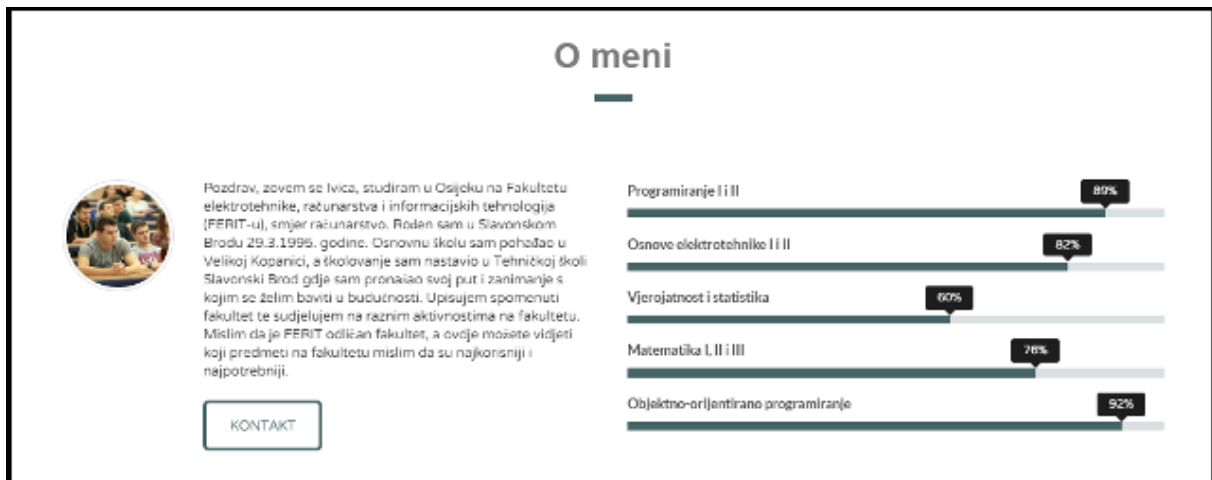 O meni
Pozdrav, zovem se Ivica, studiram u Osijeku na Fakultetu
elektrotehnike, računarstva i informacijskih tehnologija
(FERIT-u), smjer računarstvo. Rođen sam u Slavonskom
Brodu 29.3.1995. godine. Osnovnu školu sam pohađao u
Velikoj Kopanici, a školovanje sam nastavio u Tehničkoj školi
Slavonski Brod gdje sam pronašao svoj put i zanimanje s
kojim se želim baviti u budućnosti. Upisujem spomenuti
fakultet te sudjelujem na raznim aktivnostima na fakultetu.
Mislim da je FERIT odličan fakultet, a ovdje možete vidjeti
koji predmeti na fakultetu mislim da su najkorisniji i
najpotrebniji.
KONTAKT
Programiranje I i II 89%
Osnove elektrotehnike I i II 82%
Vjerojatnost i statistika 60%
Matematika I, II i III 76%
Objektno-orijentirano programiranje 92%